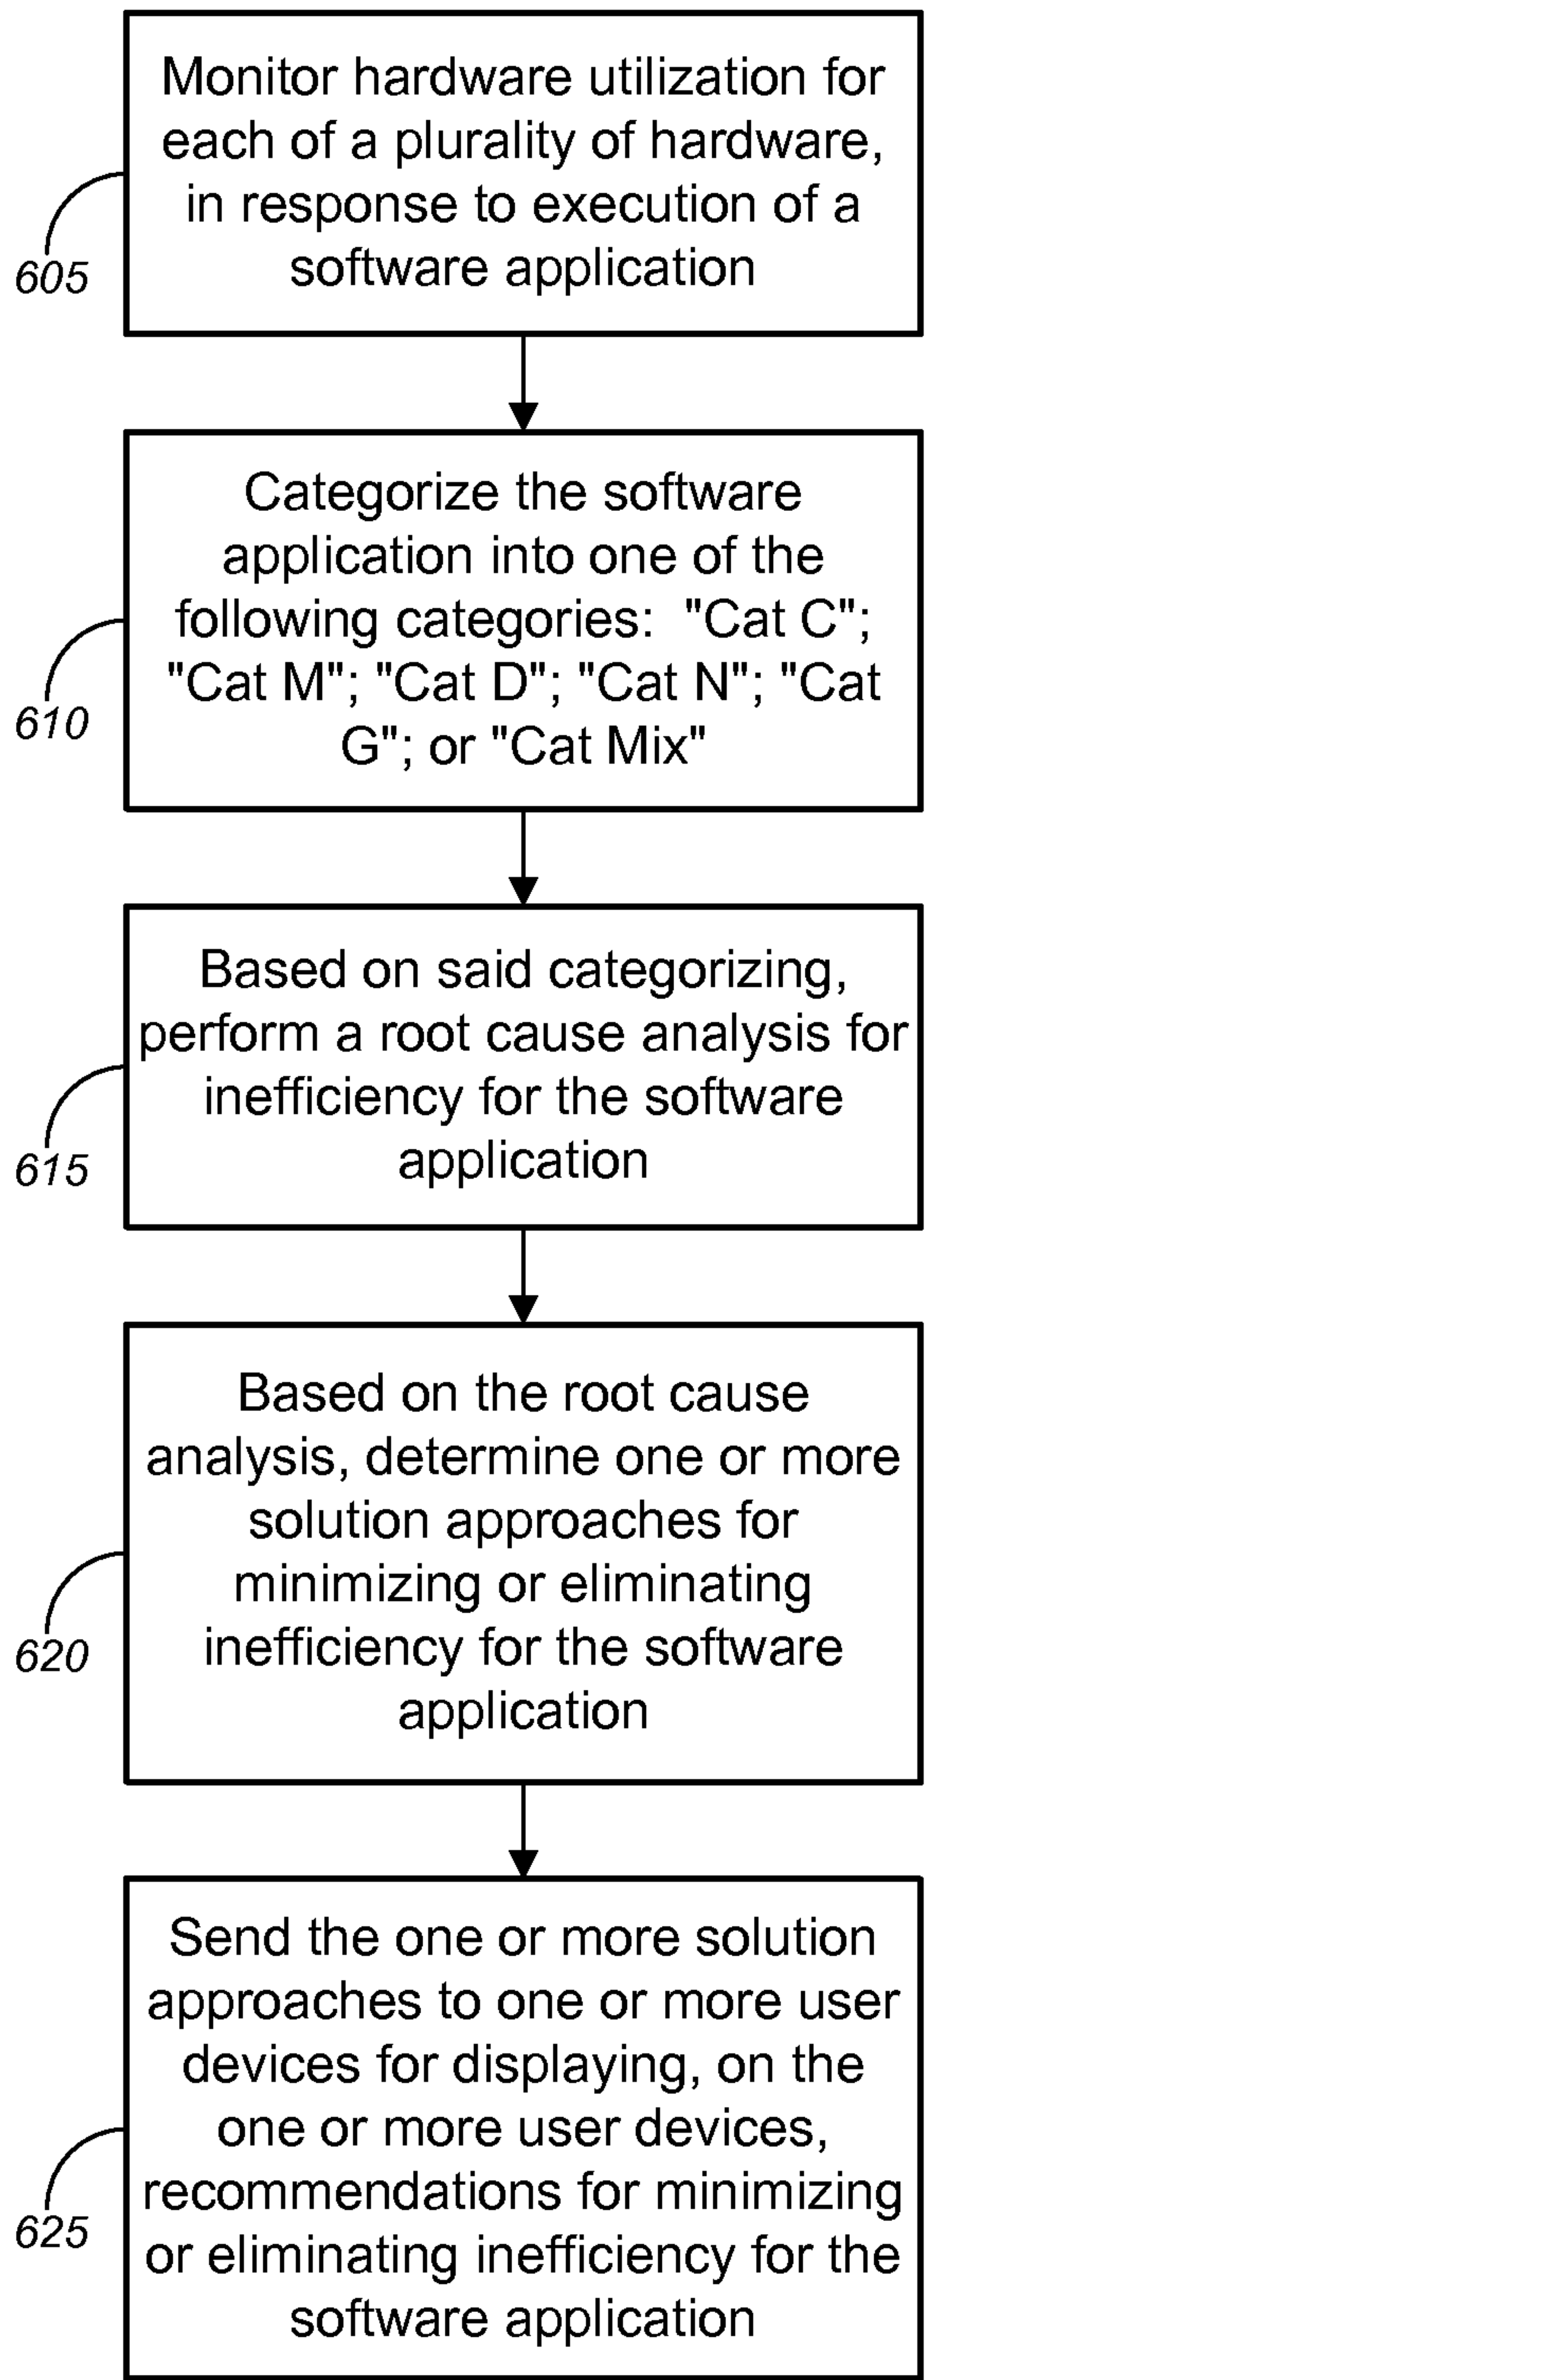 Monitor hardware utilization for
each of a plurality of hardware,
in response to execution of a
software application
605
Categorize the software
application into one of the
following categories: "Cat C";
"Cat M"; "Cat D"; "Cat N"; "Cat
G"; or "Cat Mix"
610
Based on said categorizing,
perform a root cause analysis for
inefficiency for the software
application
615
Based on the root cause
analysis, determine one or more
solution approaches for
minimizing or eliminating
inefficiency for the software
application
620
Send the one or more solution
approaches to one or more user
devices for displaying, on the
one or more user devices,
recommendations for minimizing
or eliminating inefficiency for the
software application
625